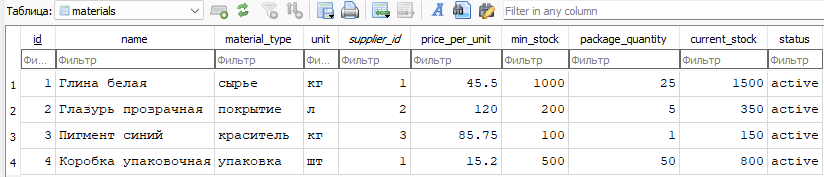 Таблица: materials Filter in any column
id name material_type unit supplier_id price_per_unit min_stock package_quantity current_stock status
Фи... Фильтр Фильтр Фильтр Фильтр Фильтр Фильтр Фильтр Фильтр Фильтр
1 1 Глина белая сырье кг 1 45.5 1000 25 1500 active
2 2 Глазурь прозрачная покрытие л 2 120 200 5 350 active
3 3 Пигмент синий краситель кг 3 85.75 100 1 150 active
4 4 Коробка упаковочная упаковка шт 1 15.2 500 50 800 active